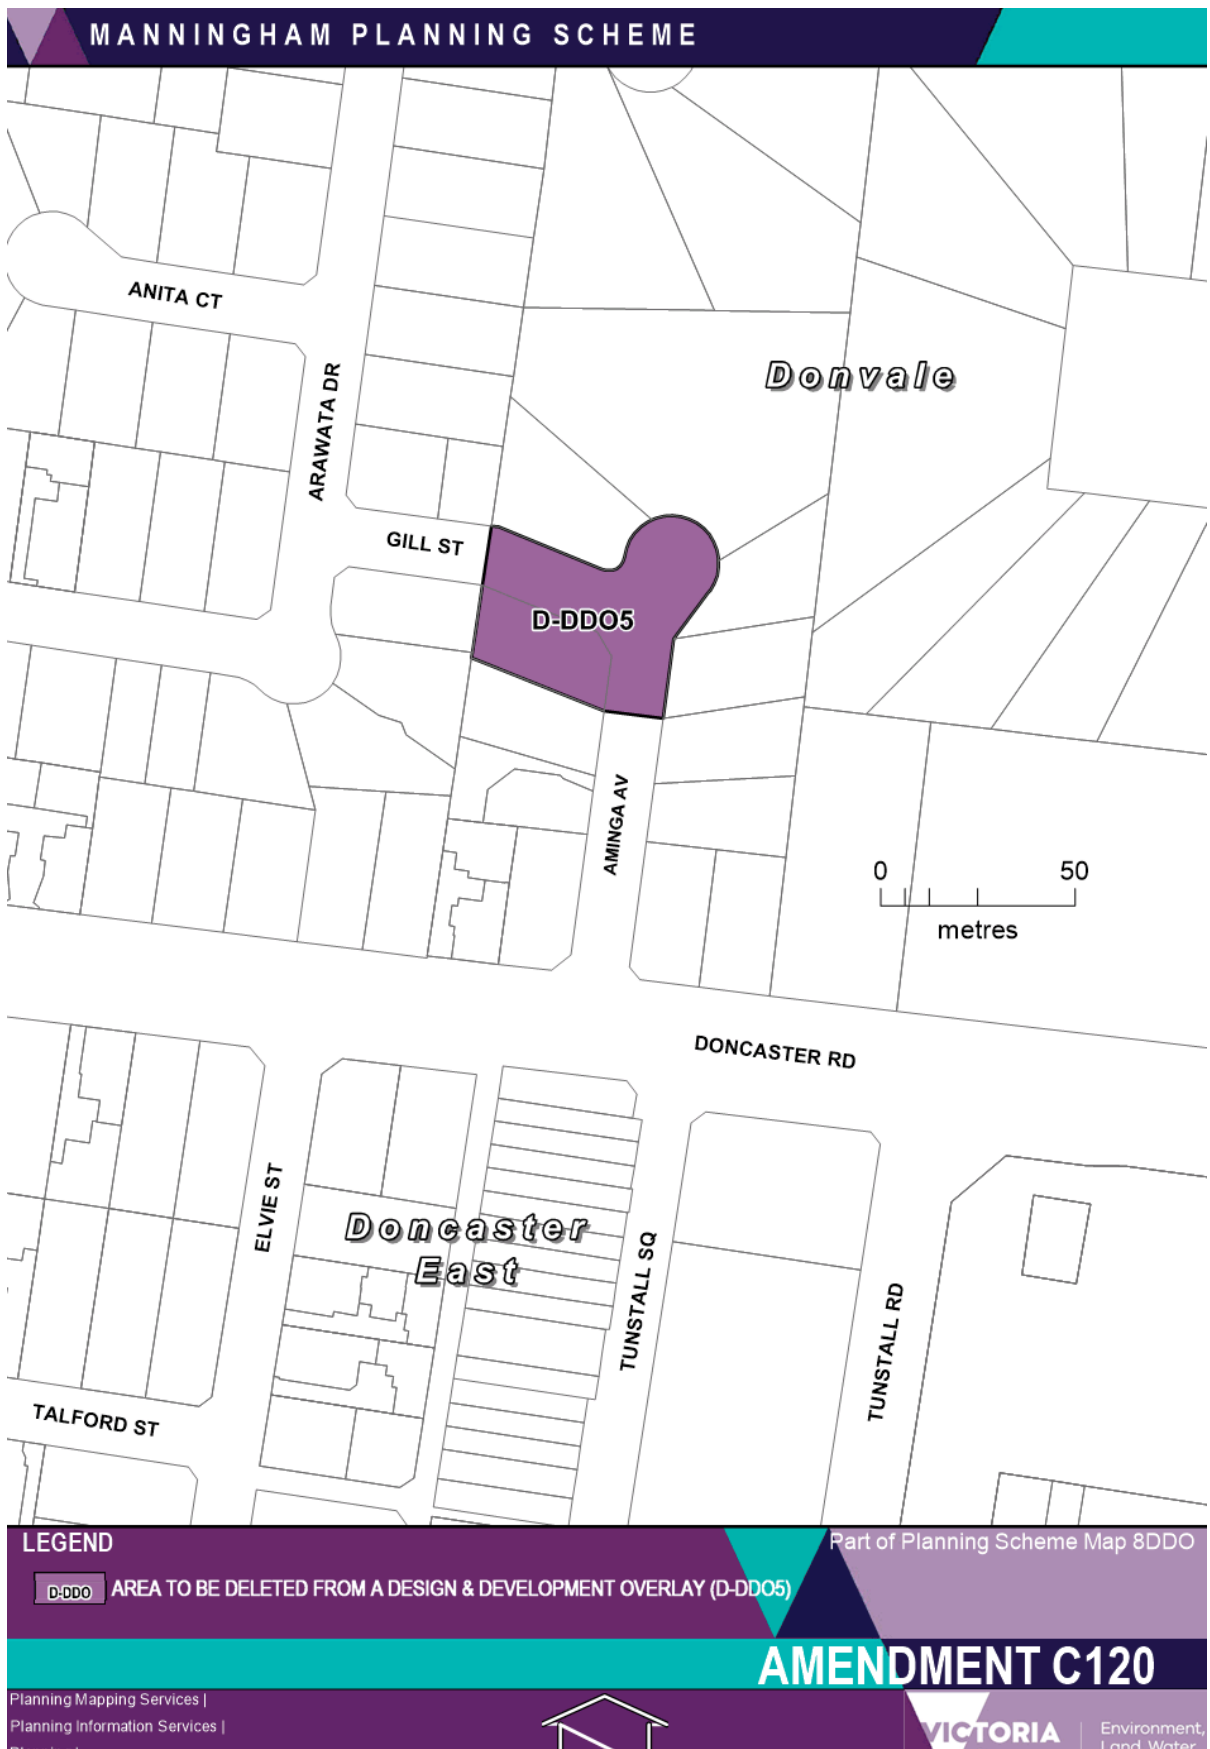 MANNINGHAM PLANNING SCHEME
ANITA CT
ARAWATA DR
Donvale
GILL ST
D-DDO5
AMINGA AV
0 50
metres
DONCASTER RD
ELVIE ST
Doncaster
East
TUNSTALL SQ
TUNSTALL RD
TALFORD ST
LEGEND
Part of Planning Scheme Map 8DDO
D-DDO AREA TO BE DELETED FROM A DESIGN & DEVELOPMENT OVERLAY (D-DDO5)
AMENDMENT C120
Planning Mapping Services |
Planning Information Services |
VICTORIA
Environment,
Land, Water